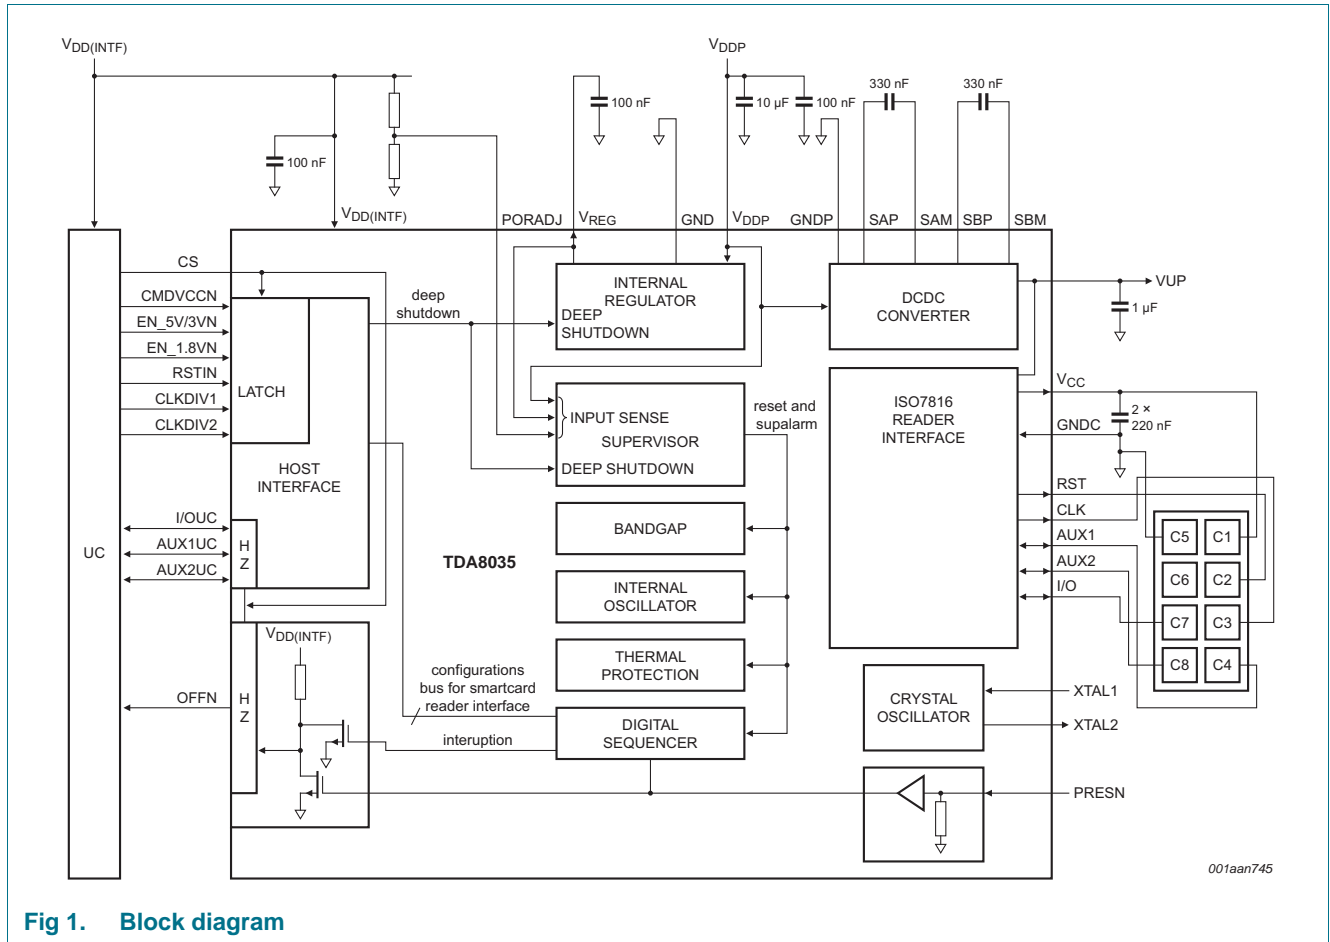 VDD(INTF)
VDDP
100 nF
10 µF
100 nF
330 nF
330 nF
100 nF
VDD(INTF)
PORADJ
VREG
GND
VDDP
GNDP
SAP
SAM
SBP
SBM
CS
CMDVCCN
EN_5V/3VN
EN_1.8VN
RSTIN
CLKDIV1
CLKDIV2
I/OUC
AUX1UC
AUX2UC
OFFN
UC
LATCH
HOST
INTERFACE
H
Z
H
Z
VDD(INTF)
deep
shutdown
INTERNAL
REGULATOR
DEEP
SHUTDOWN
INPUT SENSE
SUPERVISOR
DEEP SHUTDOWN
reset and
supalarm
BANDGAP
TDA8035
INTERNAL
OSCILLATOR
THERMAL
PROTECTION
configurations
bus for smartcard
reader interface
DIGITAL
SEQUENCER
interuption
DCDC
CONVERTER
VUP
1 µF
ISO7816
READER
INTERFACE
VCC
2 ×
220 nF
GNDC
RST
CLK
AUX1
AUX2
I/O
C5
C1
C6
C2
C7
C3
C8
C4
CRYSTAL
OSCILLATOR
XTAL1
XTAL2
PRESN
001aan745
Fig 1. Block diagram